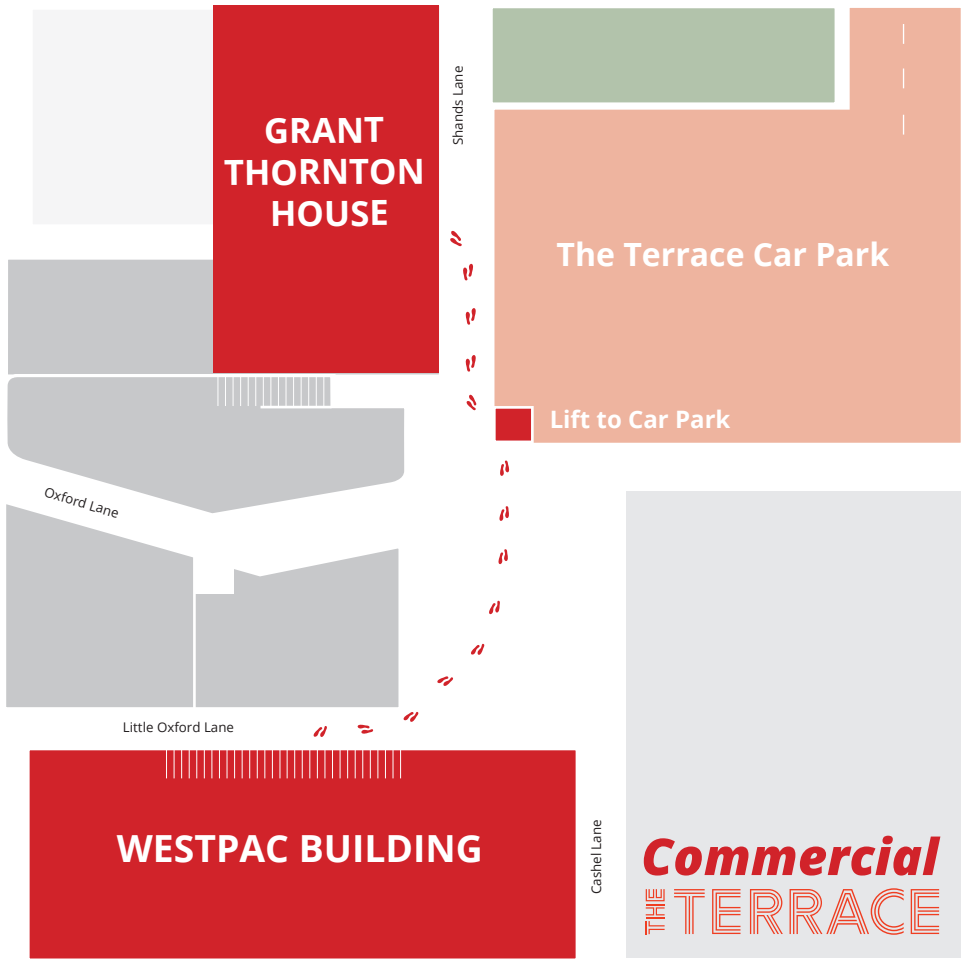 Shands Lane
GRANT
THORNTON
HOUSE
The Terrace Car Park
Lift to Car Park
Oxford Lane
Little Oxford Lane
WESTPAC BUILDING
Cashel Lane
Commercial
THE TERRACE